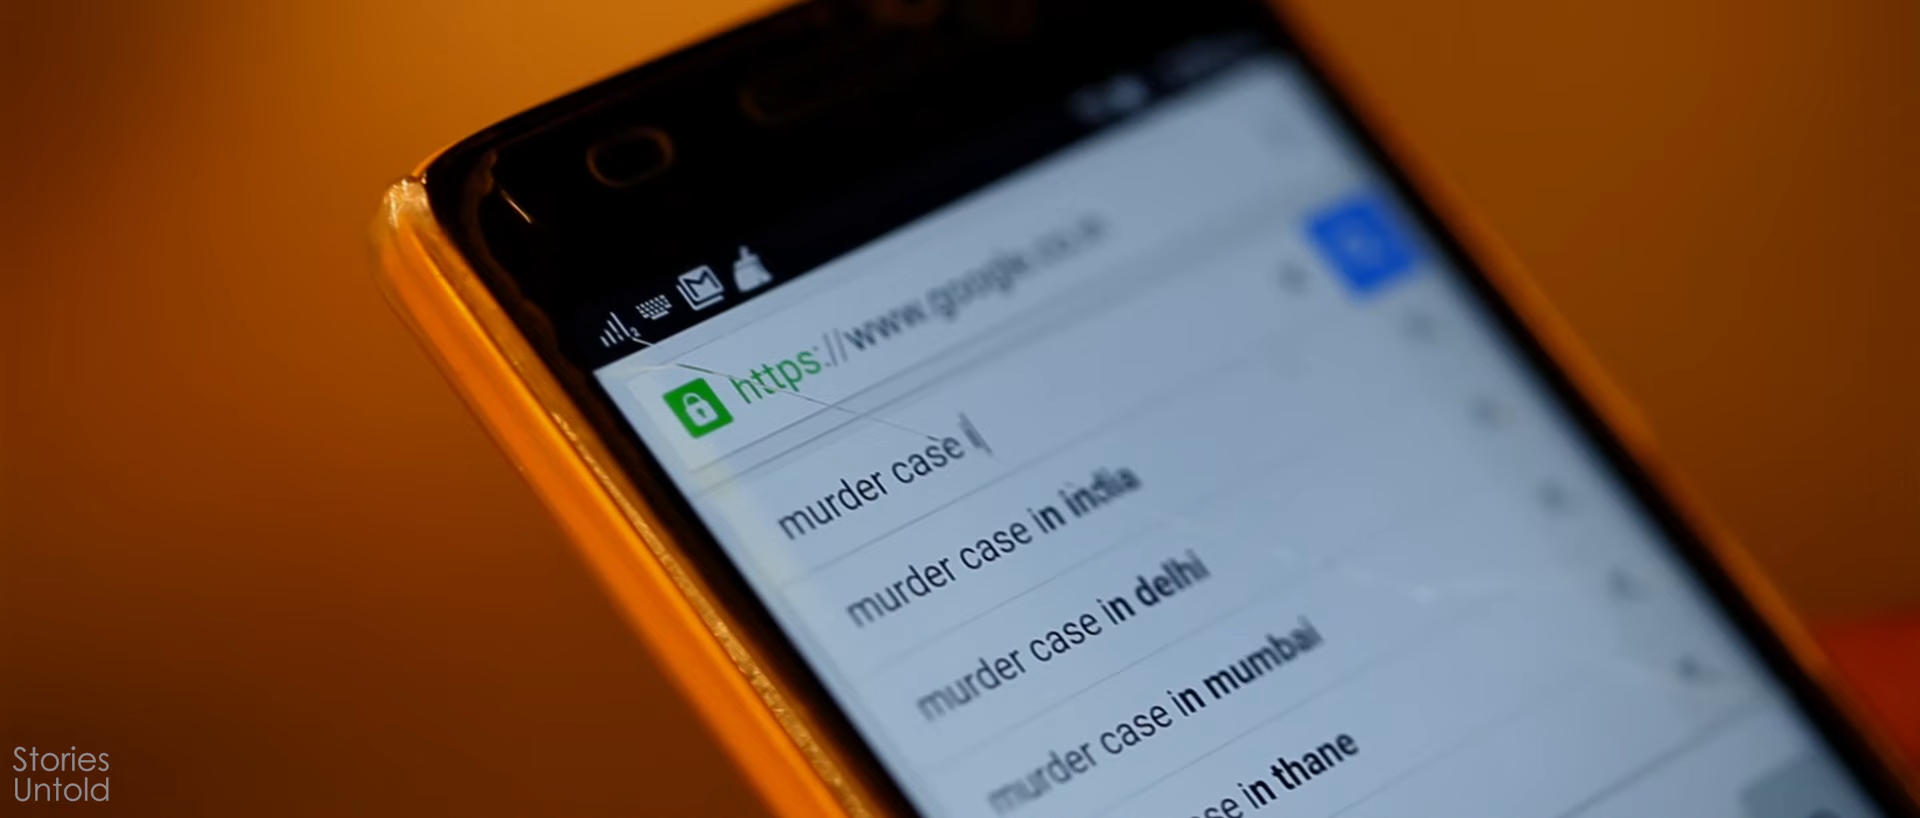 https://www.google.co.in
murder case i
murder case in india
murder case in delhi
murder case in mumbai
case in thane
Stories
Untold